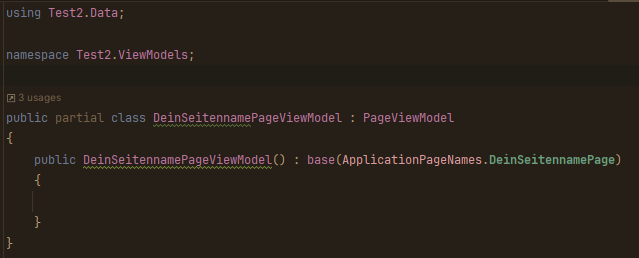 using Test2.Data;
namespace Test2.ViewModels;
3 usages
public partial class DeinSeitennamePageViewModel : PageViewModel
{
public DeinSeitennamePageViewModel() : base(ApplicationPageNames.DeinSeitennamePage)
{
}
}